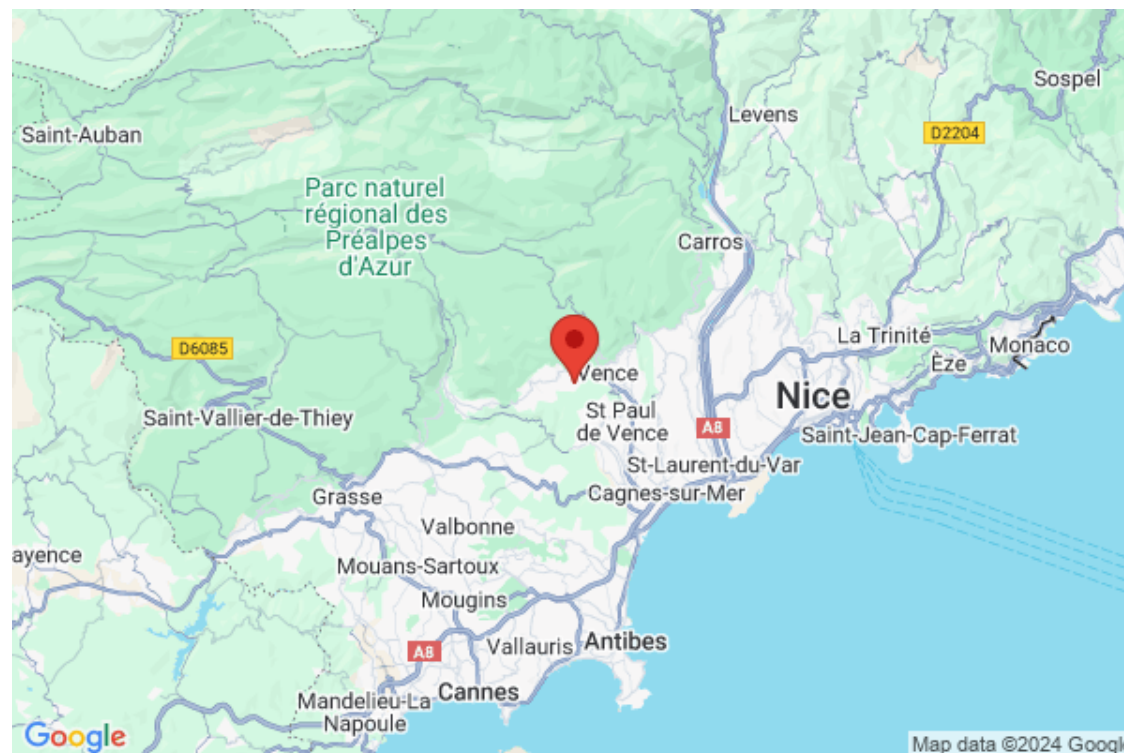 Sospel
Levens
Saint-Auban
D2204
Parc naturel
régional des
Préalpes
d'Azur
Carros
La Trinité
Monaco
D6085
Èze
Vence
Nice
Saint-Vallier-de-Thiey
St Paul
de Vence
A8
Saint-Jean-Cap-Ferrat
St-Laurent-du-Var
Grasse
Cagnes-sur-Mer
Valbonne
ayence
Mouans-Sartoux
Mougins
Antibes
A8
Vallauris
Cannes
Mandelieu-La
Napoule
Google
Map data ©2024 Google